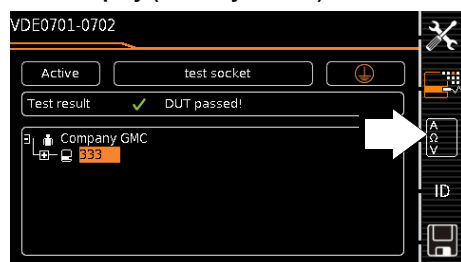 VDE0701-0702
Active
test socket
Test result ✓ DUT passed!
Company GMC
333
A
Ω
V
ID